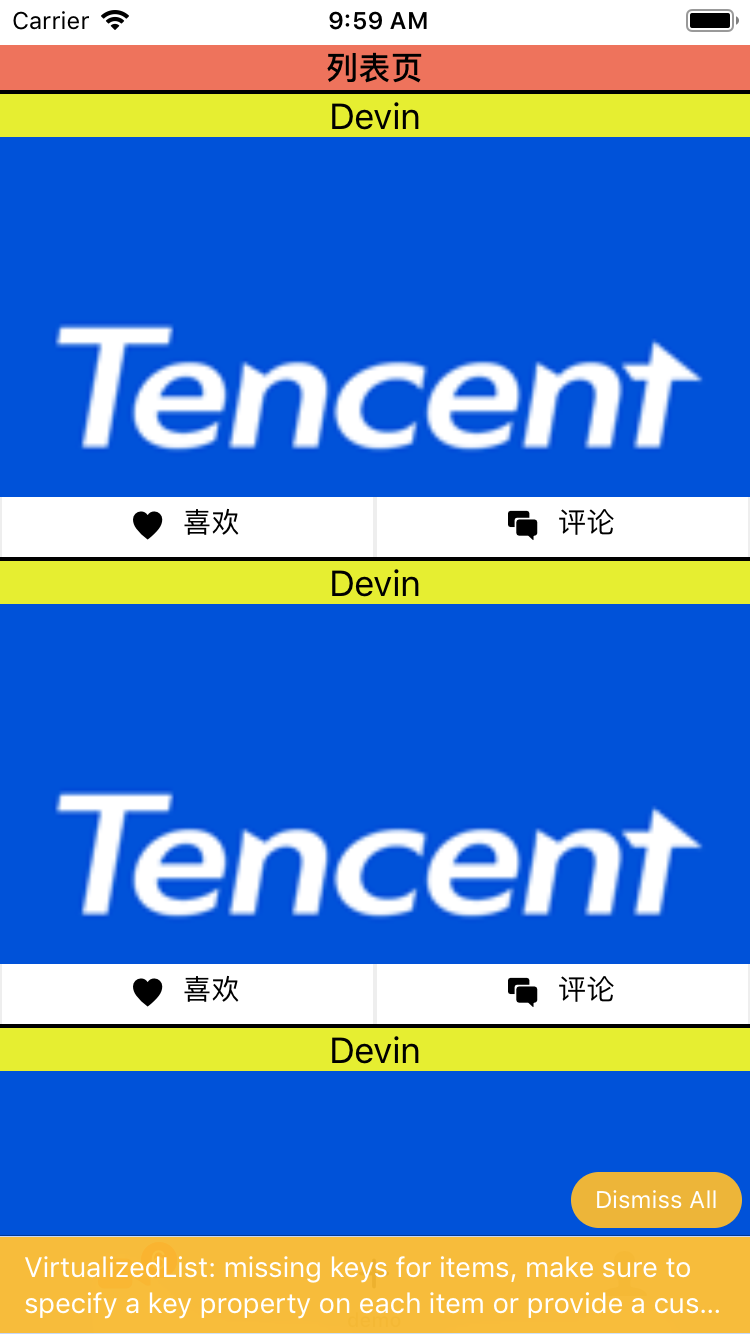 Carrier 9:59 AM
列表页
Devin
Tencent
喜欢 评论
Devin
Tencent
喜欢 评论
Devin
Dismiss All
VirtualizedList: missing keys for items, make sure to
specify a key property on each item or provide a cus...